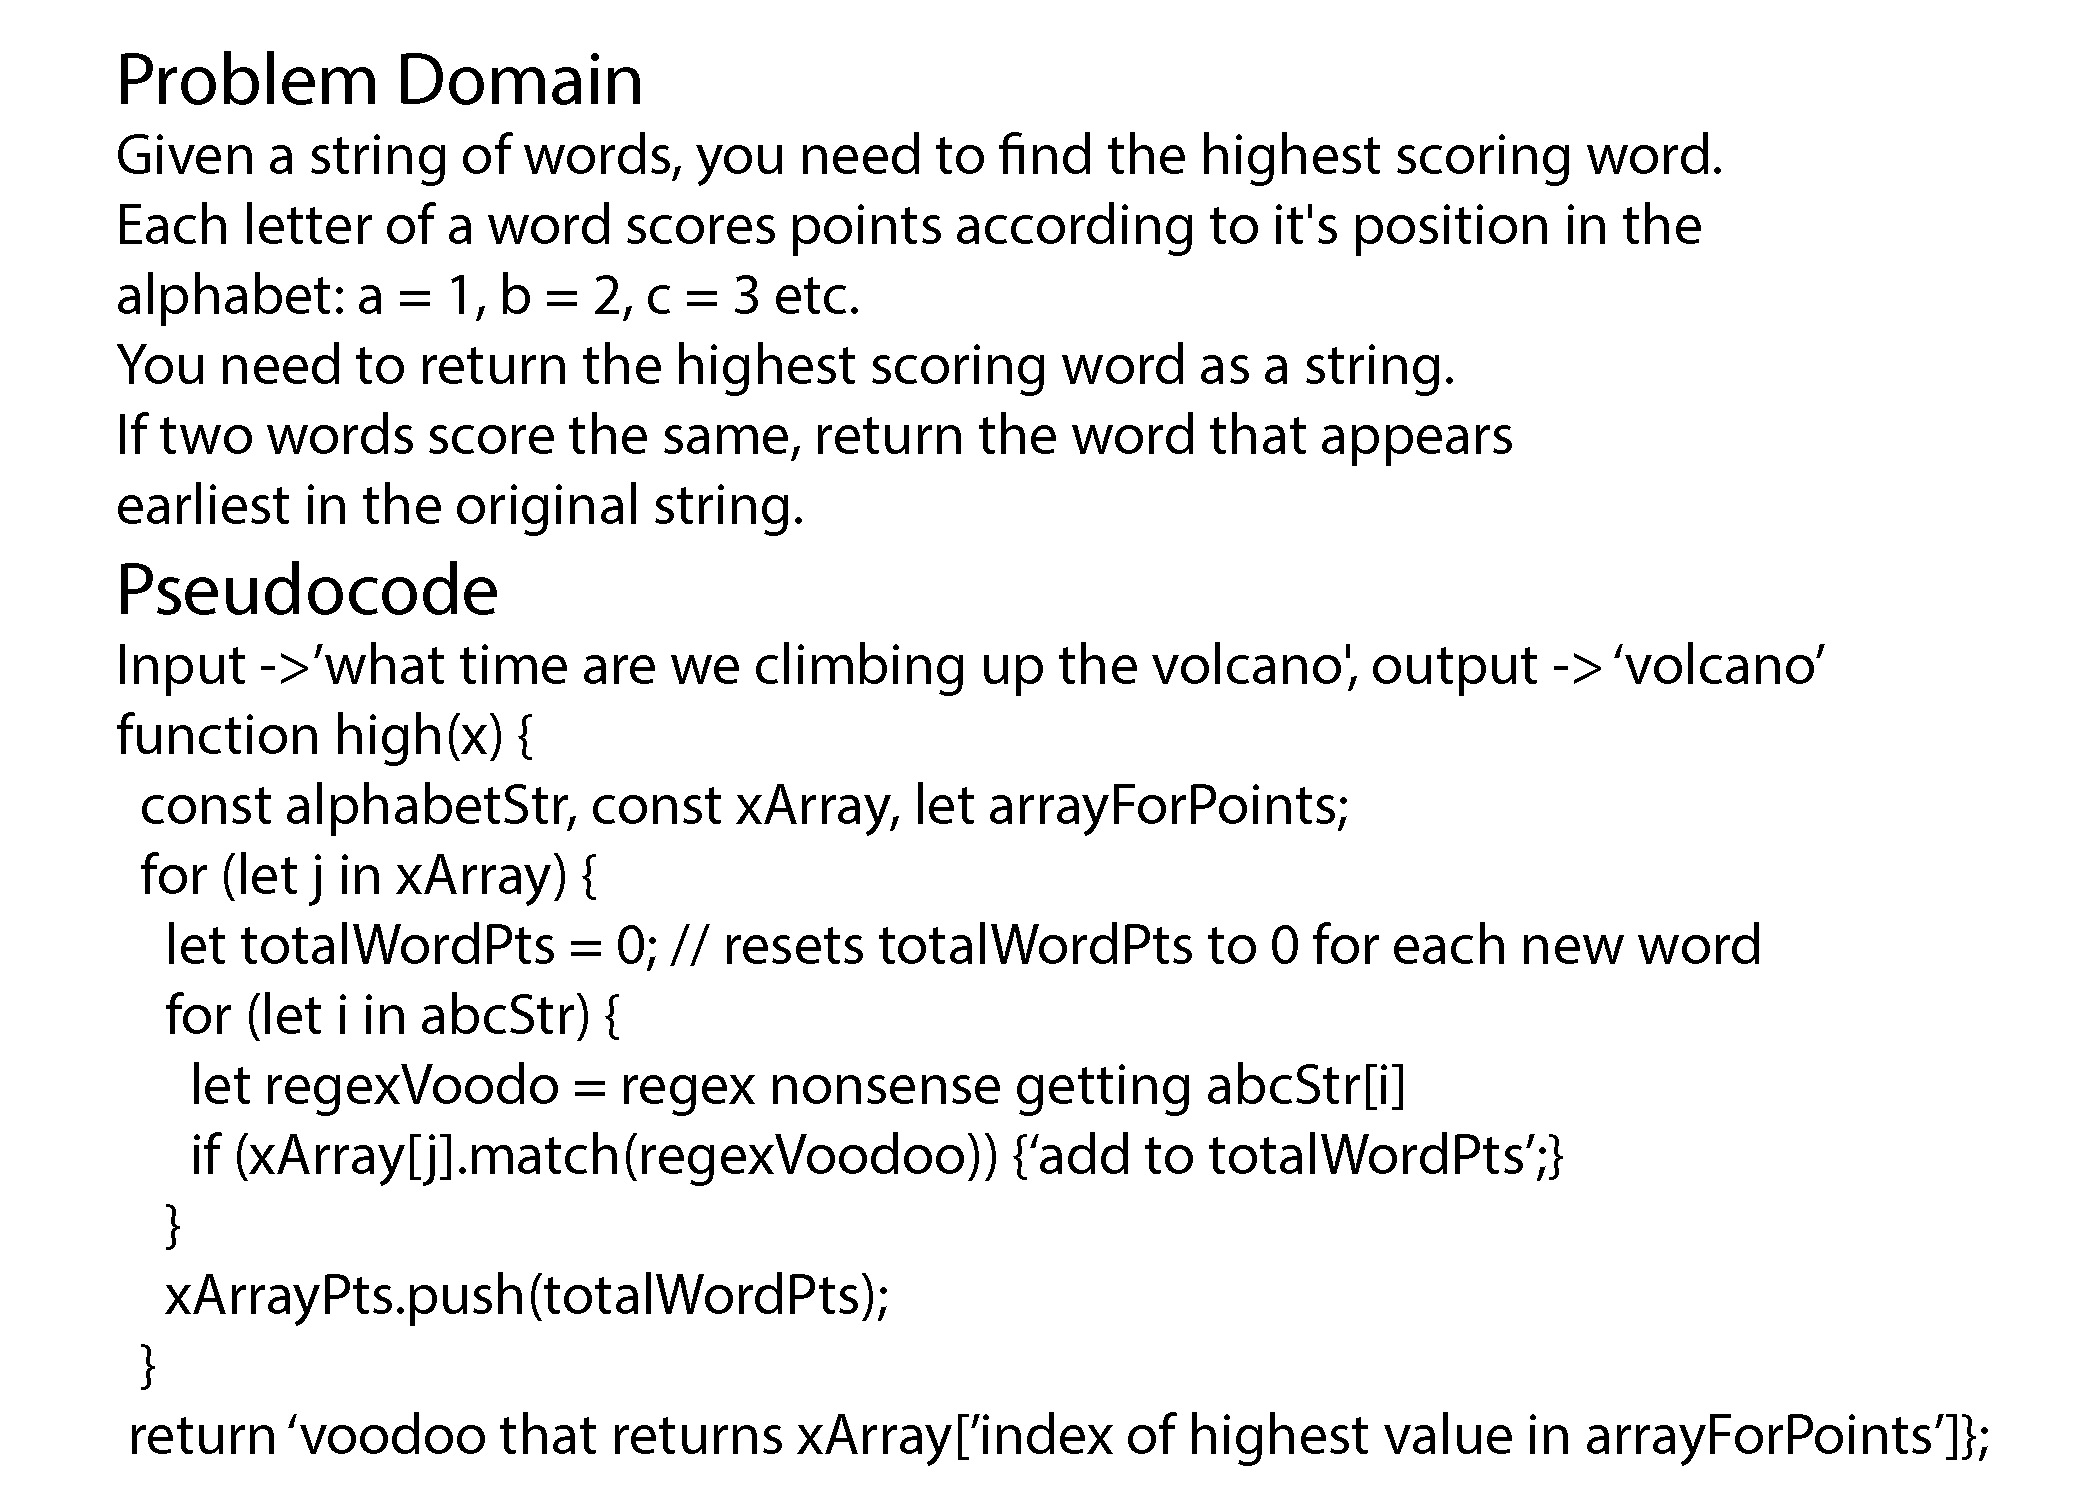 Problem Domain
Given a string of words, you need to find the highest scoring word.
Each letter of a word scores points according to it's position in the
alphabet: a = 1, b = 2, c = 3 etc.
You need to return the highest scoring word as a string.
If two words score the same, return the word that appears
earliest in the original string.
Pseudocode
Input ->’what time are we climbing up the volcano', output -> ‘volcano’
function high(x) {
const alphabetStr, const xArray, let arrayForPoints;
for (let j in xArray) {
let totalWordPts = 0; // resets totalWordPts to 0 for each new word
for (let i in abcStr) {
let regexVoodo = regex nonsense getting abcStr[i]
if (xArray[j].match(regexVoodoo)) {‘add to totalWordPts’;}
}
xArrayPts.push(totalWordPts);
}
return ‘voodoo that returns xArray[’index of highest value in arrayForPoints’]};